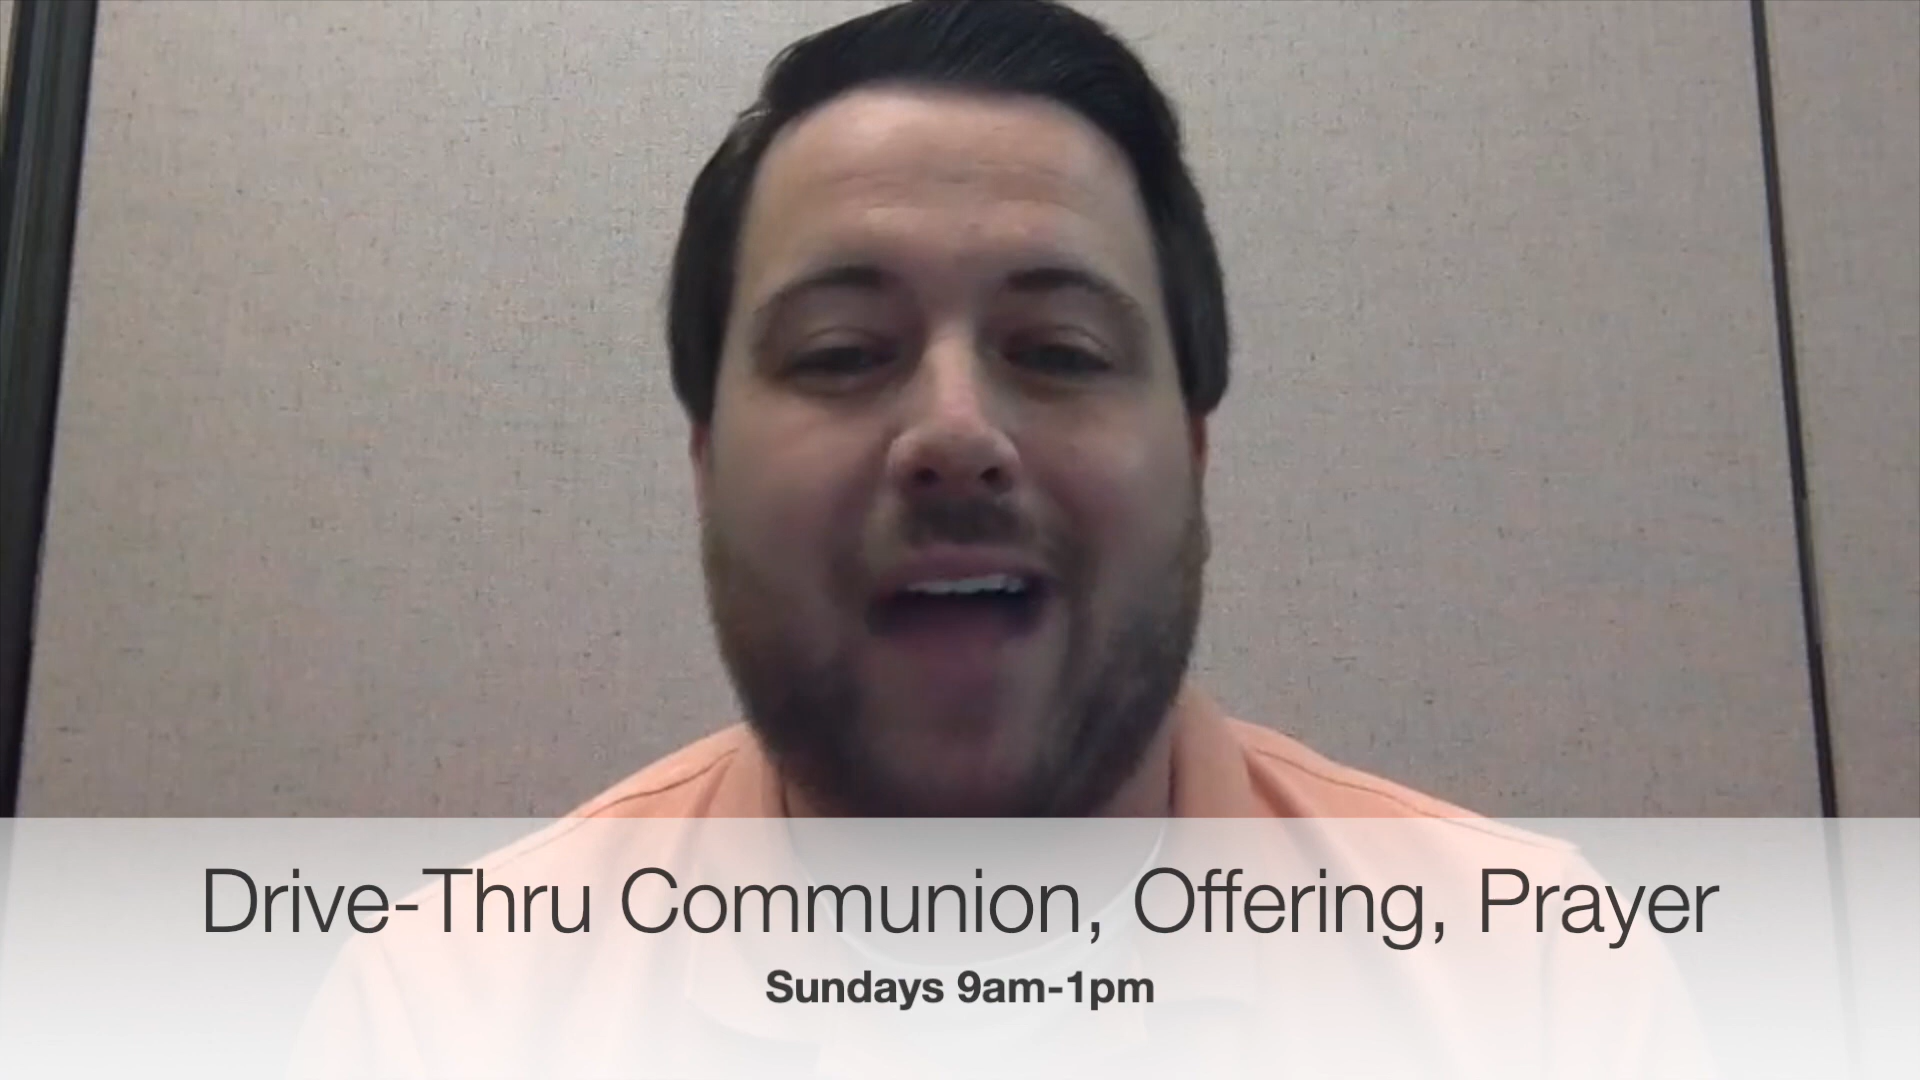 Drive-Thru Communion, Offering, Prayer
Sundays 9am-1pm